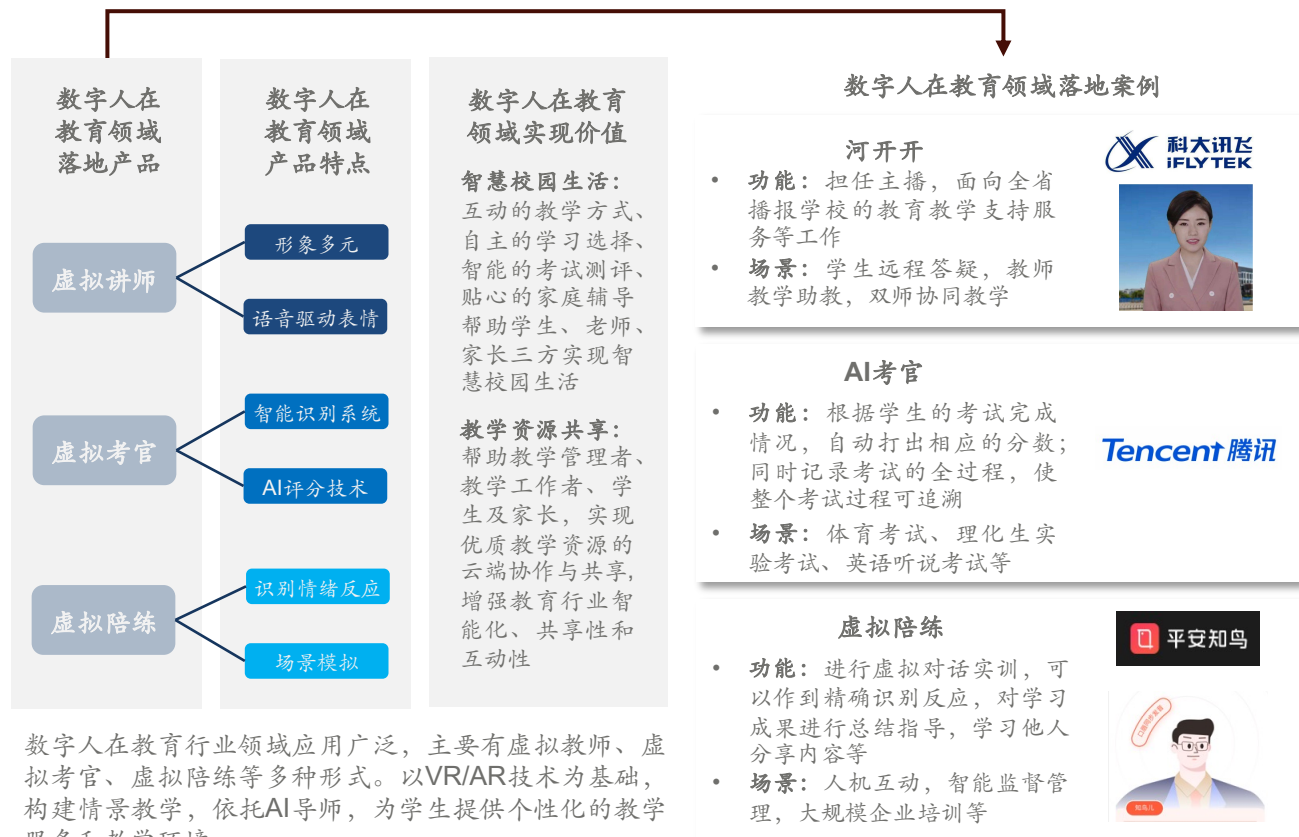 数字人在
教育领域
落地产品
虚拟讲师
虚拟考官
虚拟陪练
数字人在
教育领域
产品特点
形象多元
语音驱动表情
智能识别系统
AI评分技术
识别情绪反应
场景模拟
数字人在教育
领域实现价值
智慧校园生活：
互动的教学方式、
自主的学习选择、
智能的考试测评、
贴心的家庭辅导
帮助学生、老师、
家长三方实现智
慧校园生活
教学资源共享：
帮助教学管理者、
教学工作者、学
生及家长，实现
优质教学资源的
云端协作与共享，
增强教育行业智
能化、共享性和
互动性
数字人在教育行业领域应用广泛，主要有虚拟教师、虚
拟考官、虚拟陪练等多种形式。以VR/AR技术为基础，
构建情景教学，依托AI导师，为学生提供个性化的教学
服务和教学环境
数字人在教育领域落地案例
河开开
• 功能：担任主播，面向全省
播报学校的教育教学支持服
务等工作
• 场景：学生远程答疑，教师
教学助教，双师协同教学
科大讯飞
iFLYTEK
AI考官
• 功能：根据学生的考试完成
情况，自动打出相应的分数；
同时记录考试的全过程，使
整个考试过程可追溯
• 场景：体育考试、理化生实
验考试、英语听说考试等
Tencent 腾讯
虚拟陪练
• 功能：进行虚拟对话实训，可
以作到精确识别反应，对学习
成果进行总结指导，学习他人
分享内容等
• 场景：人机互动，智能监督管
理，大规模企业培训等
平安知鸟
知鸟儿